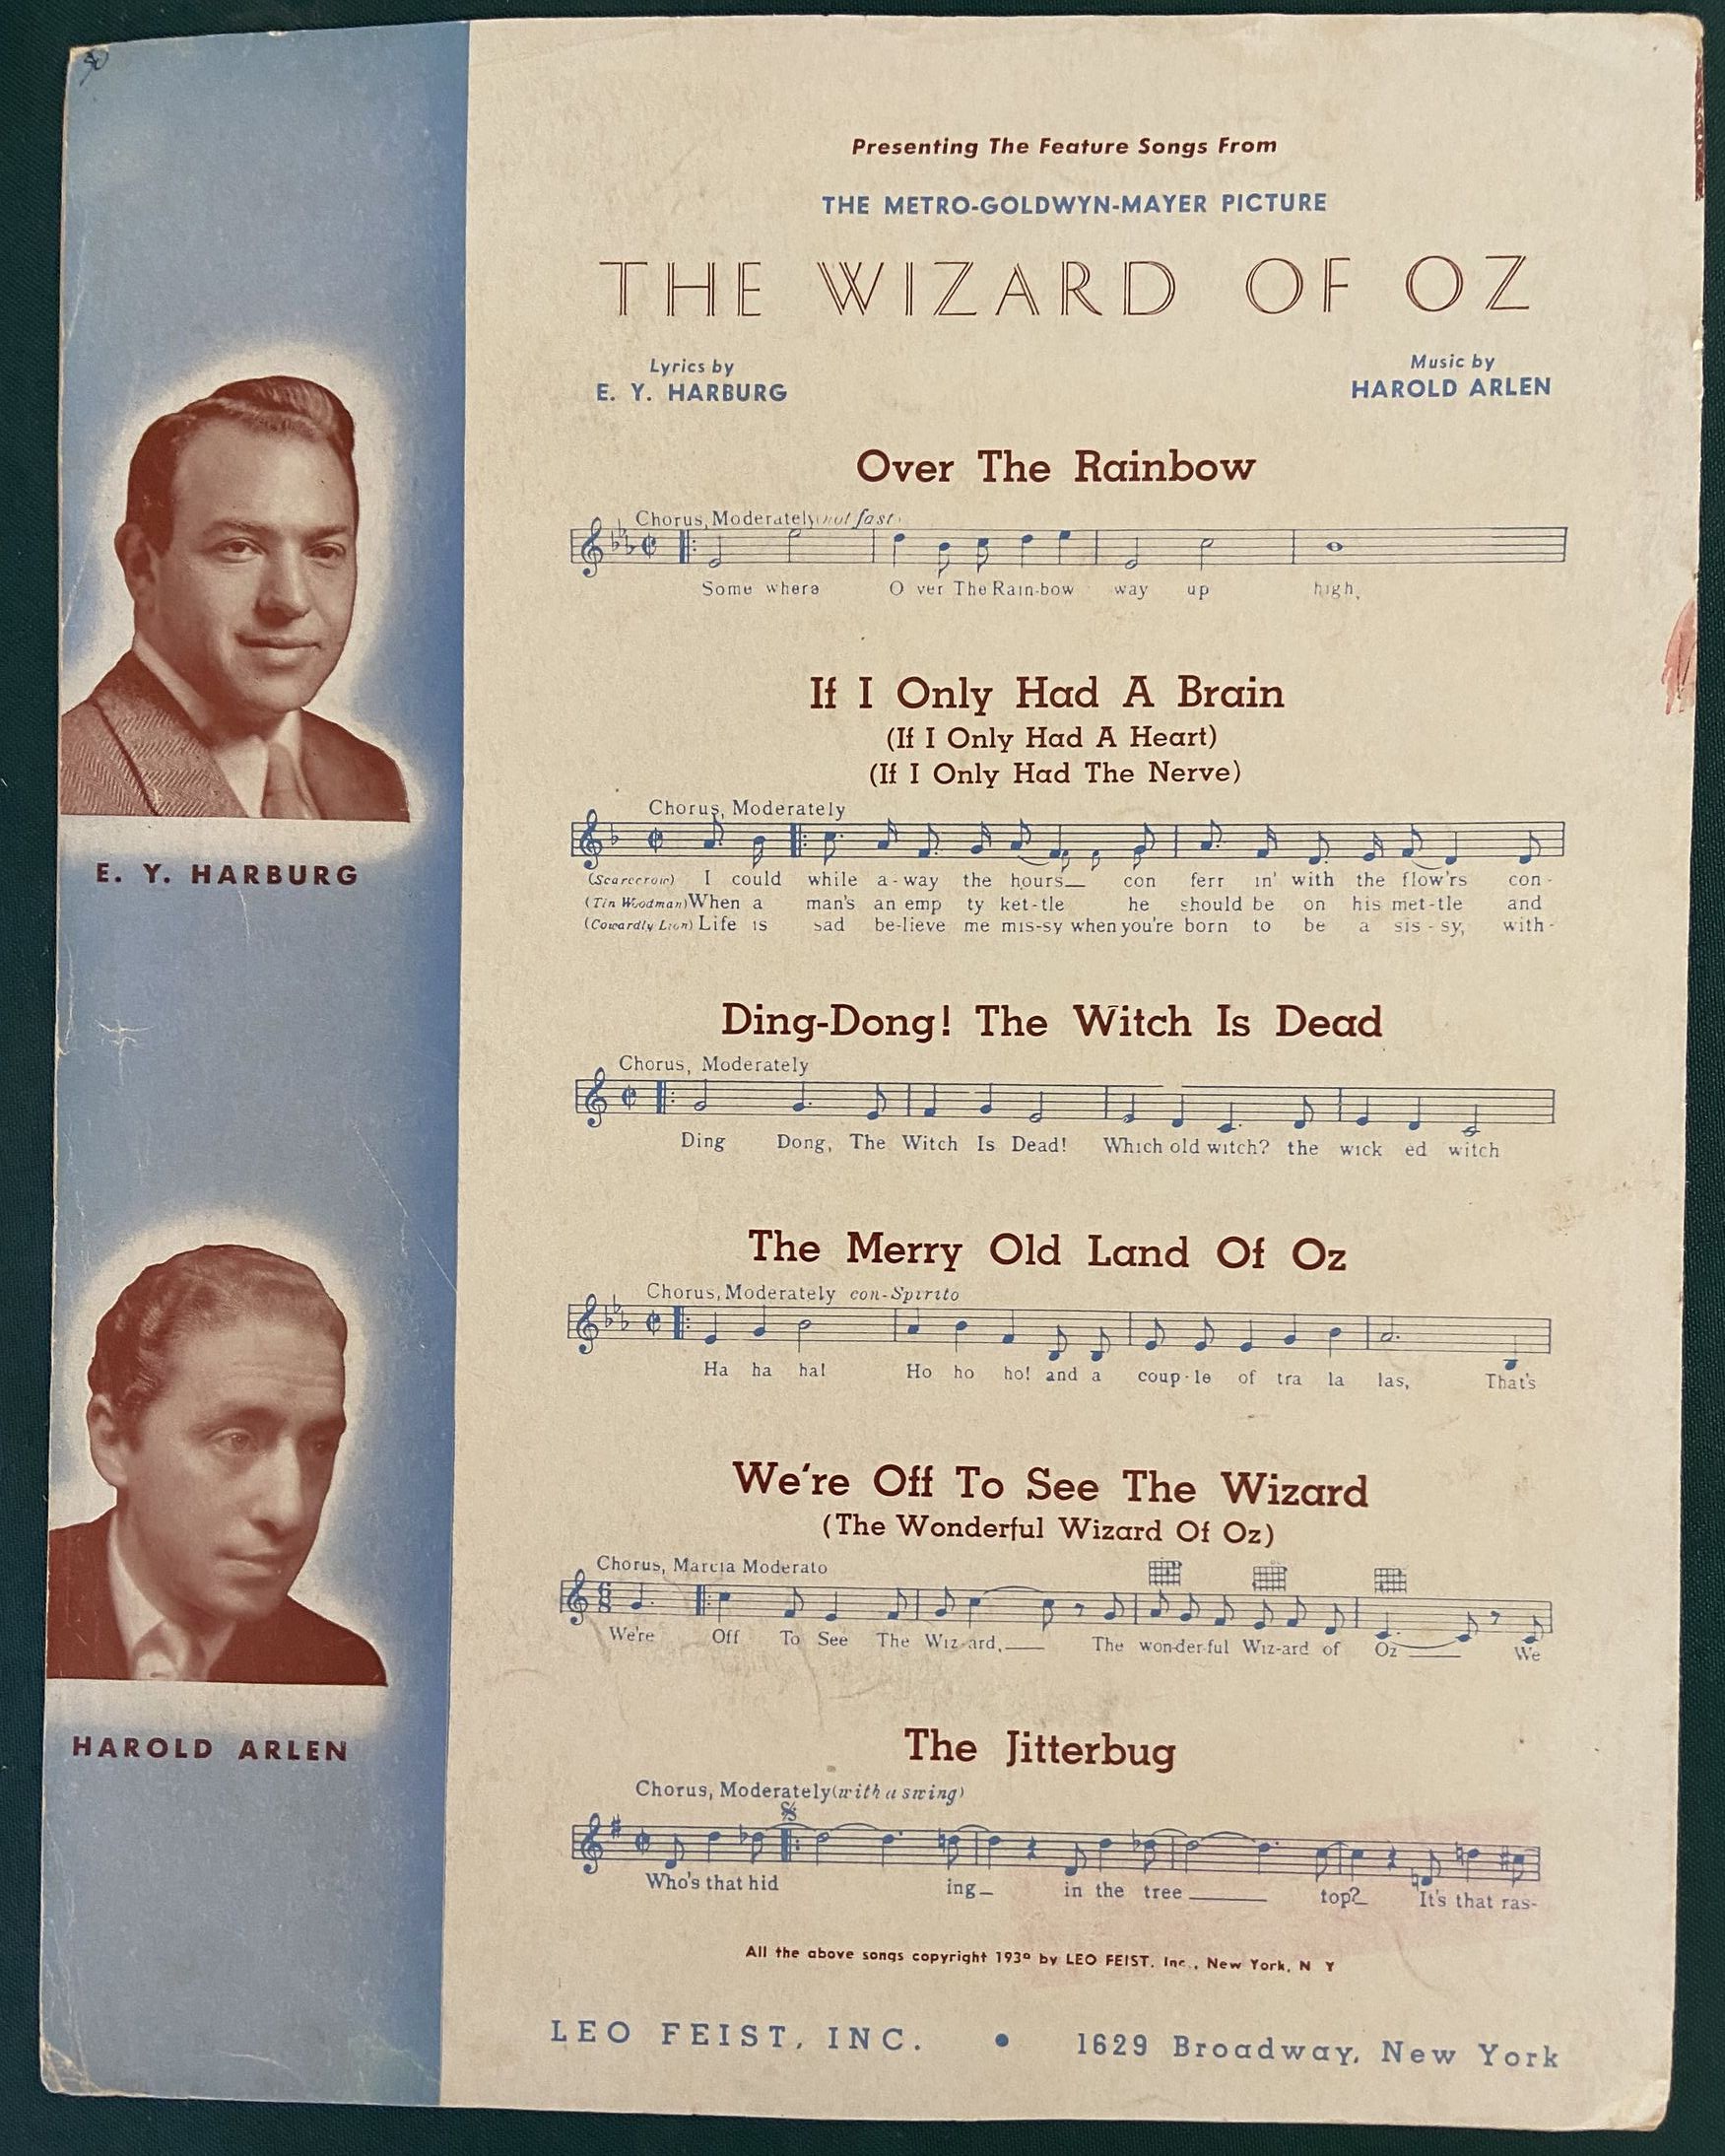 Presenting The Feature Songs From
THE METRO-GOLDWYN-MAYER PICTURE
THE WIZARD OF OZ
Lyrics by
E. Y. HARBURG
Music by
HAROLD ARLEN
Over The Rainbow
Chorus, Moderately (not fast)
Some where O ver The Rain-bow way up high,
If I Only Had A Brain
(If I Only Had A Heart)
(If I Only Had The Nerve)
Chorus, Moderately
(Scarecrow) I could while a-way the hours con ferr in' with the flow'rs con-
(Tin Woodman) When a man's an emp ty ket-tle he should be on his met-tle and
(Cowardly Lion) Life is sad be-lieve me mis-sy when you're born to be a sis-sy, with-
Ding-Dong! The Witch Is Dead
Chorus, Moderately
Ding Dong, The Witch Is Dead! Which old witch? the wick ed witch
The Merry Old Land Of Oz
Chorus, Moderately con-Spirito
Ha ha ha! Ho ho ho! and a coup-le of tra la las, That's
We're Off To See The Wizard
(The Wonderful Wizard Of Oz)
Chorus, Marcia Moderato
We're Off To See The Wiz-ard, The won-der-ful Wiz-ard of Oz We
The Jitterbug
Chorus, Moderately (with a swing)
Who's that hid ing in the tree top? It's that ras-
All the above songs copyright 1939 by LEO FEIST, Inc., New York, N Y
LEO FEIST, INC. • 1629 Broadway, New York
E. Y. HARBURG
HAROLD ARLEN